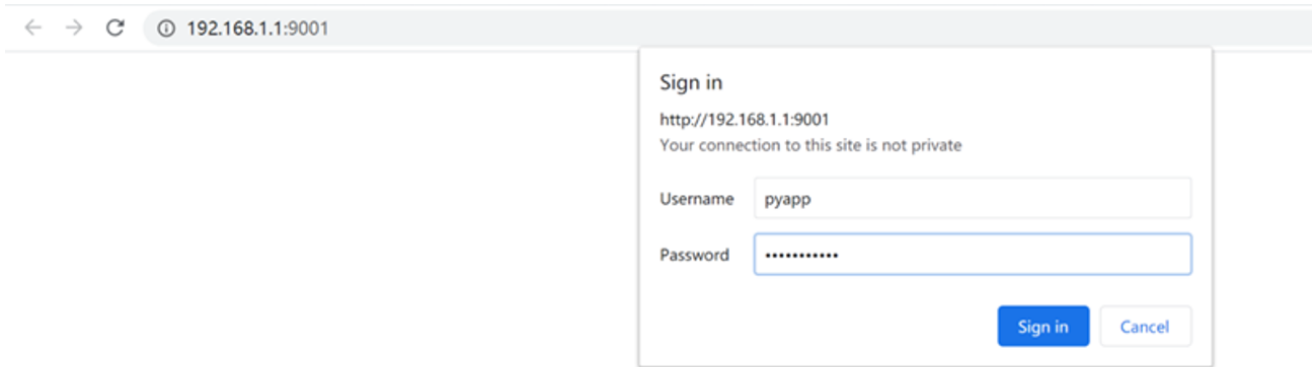 192.168.1.1:9001
Sign in
http://192.168.1.1:9001
Your connection to this site is not private
Username pyapp
Password •••••••••••
Sign in Cancel